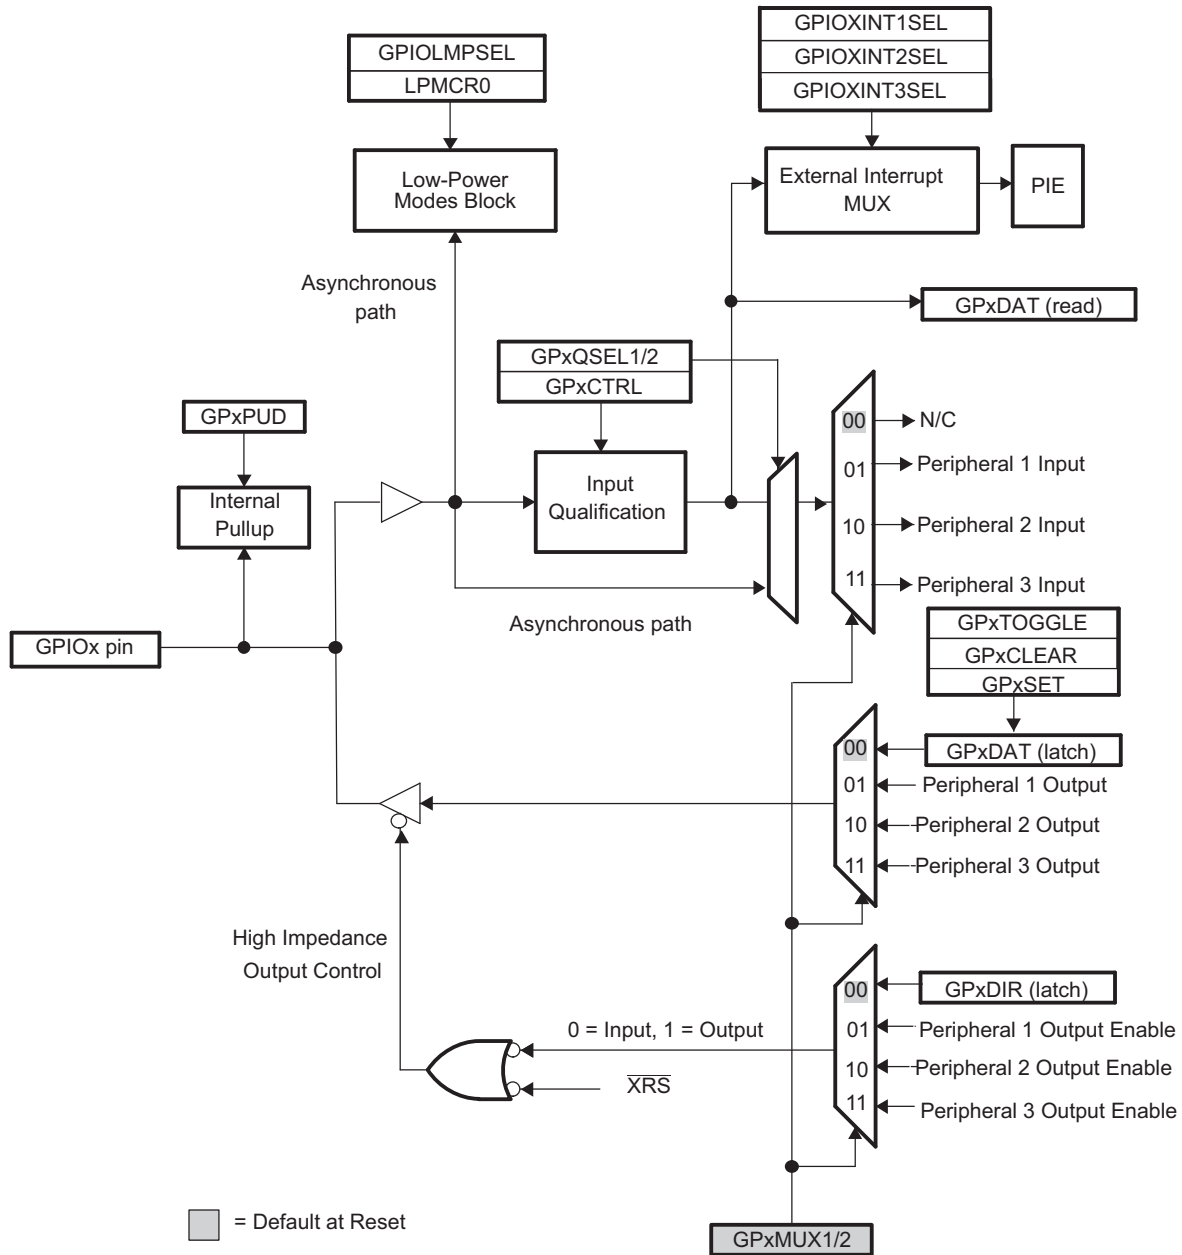 GPIOXINT1SEL
GPIOXINT2SEL
GPIOXINT3SEL
GPIOLMPSEL
LPMCR0
Low-Power
Modes Block
External Interrupt
MUX
PIE
Asynchronous
path
GPxDAT (read)
GPxQSEL1/2
GPxCTRL
GPxPUD
Internal
Pullup
Input
Qualification
00
N/C
01
Peripheral 1 Input
10
Peripheral 2 Input
11
Peripheral 3 Input
Asynchronous path
GPIOx pin
GPxTOGGLE
GPxCLEAR
GPxSET
00
GPxDAT (latch)
01
Peripheral 1 Output
10
Peripheral 2 Output
11
Peripheral 3 Output
High Impedance
Output Control
00
GPxDIR (latch)
0 = Input, 1 = Output
01
Peripheral 1 Output Enable
10
Peripheral 2 Output Enable
XRS
11
Peripheral 3 Output Enable
= Default at Reset
GPxMUX1/2